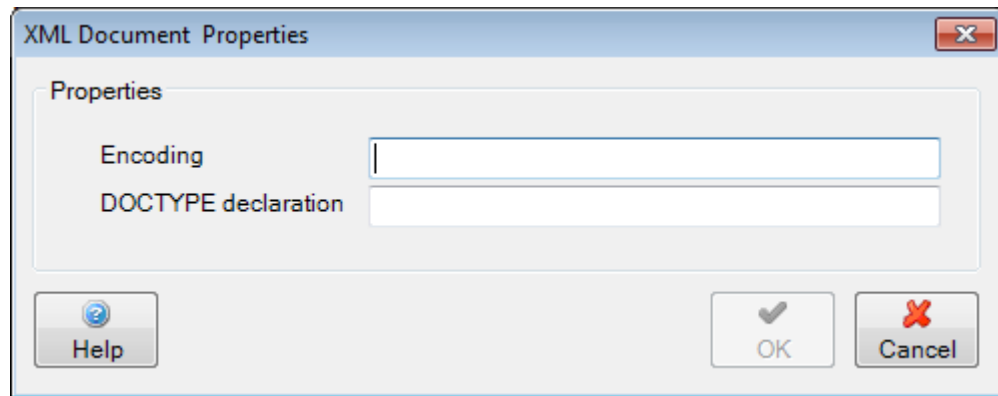 XML Document  Properties
Properties
Encoding
DOCTYPE declaration
Help
OK
Cancel